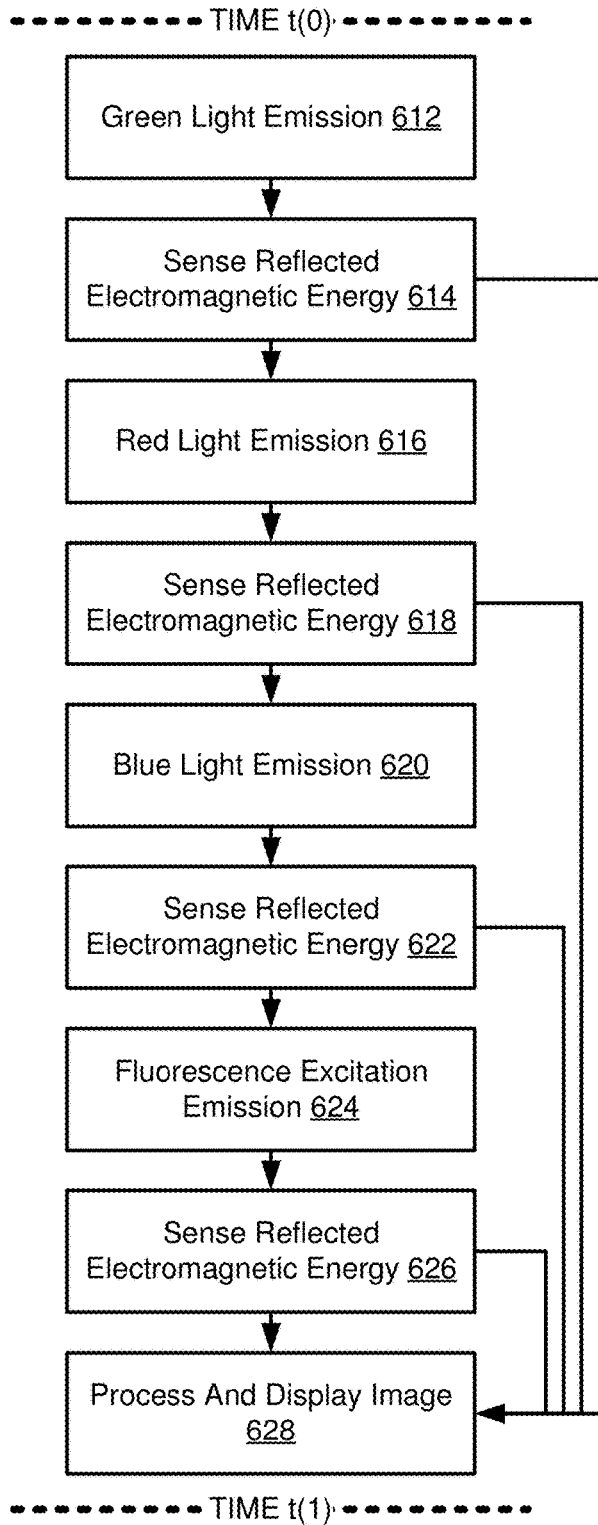 TIME t(0)
Green Light Emission 612
Sense Reflected
Electromagnetic Energy 614
Red Light Emission 616
Sense Reflected
Electromagnetic Energy 618
Blue Light Emission 620
Sense Reflected
Electromagnetic Energy 622
Fluorescence Excitation
Emission 624
Sense Reflected
Electromagnetic Energy 626
Process And Display Image
628
TIME t(1)